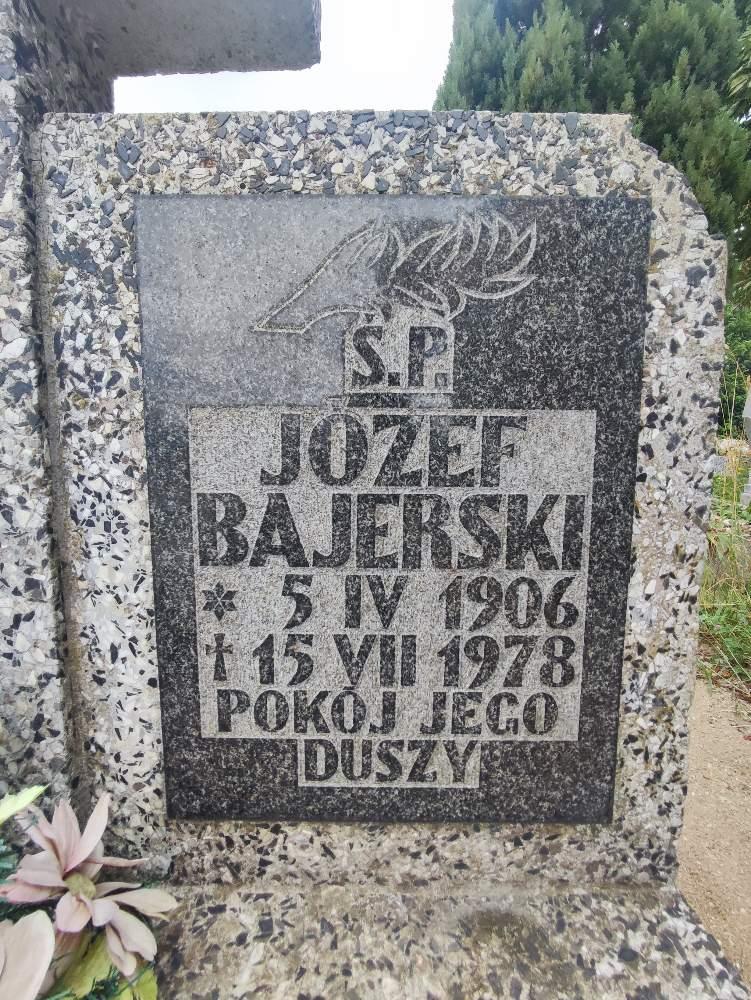 Ś.P.
JÓZEF
BAJERSKI
* 5 IV 1906
† 15 VII 1978
POKÓJ JEGO
DUSZY